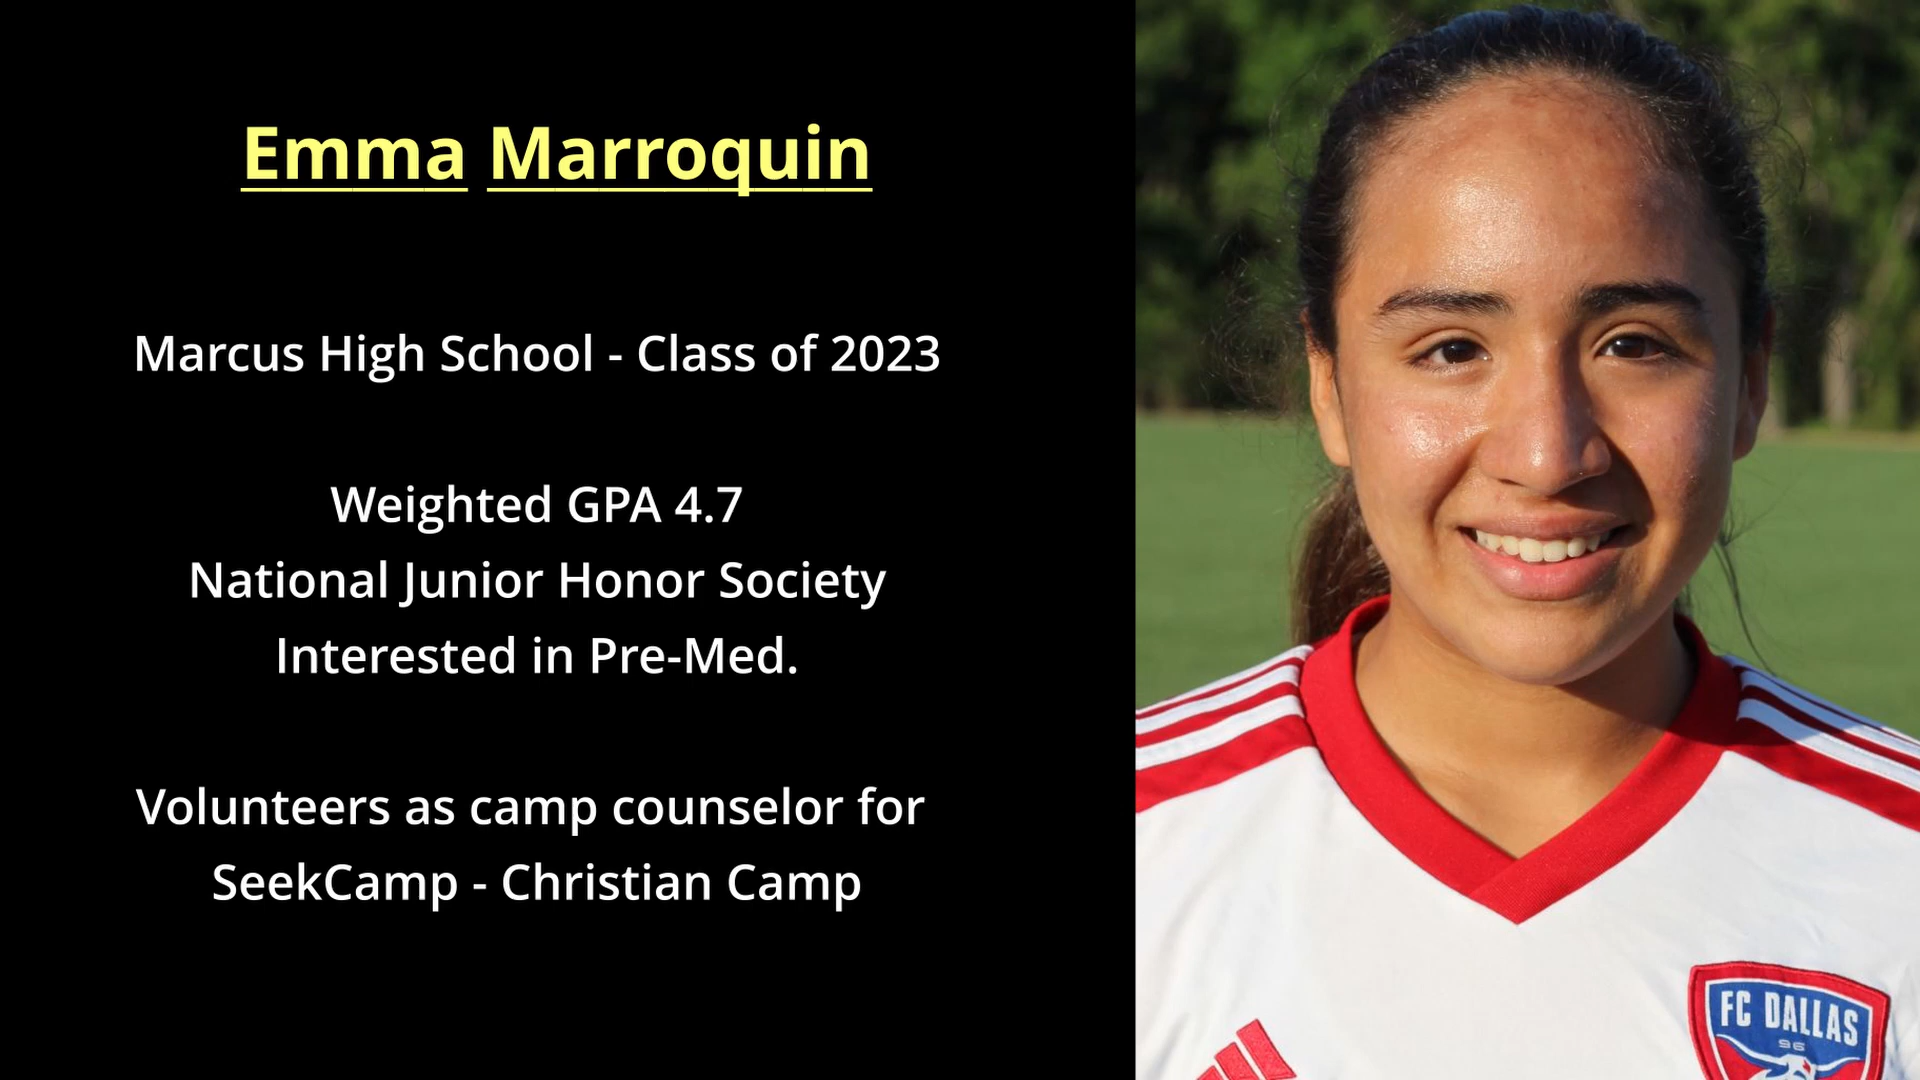 Emma Marroquin
Marcus High School - Class of 2023
Weighted GPA 4.7
National Junior Honor Society
Interested in Pre-Med.
Volunteers as camp counselor for
SeekCamp - Christian Camp
FC DALLAS
96